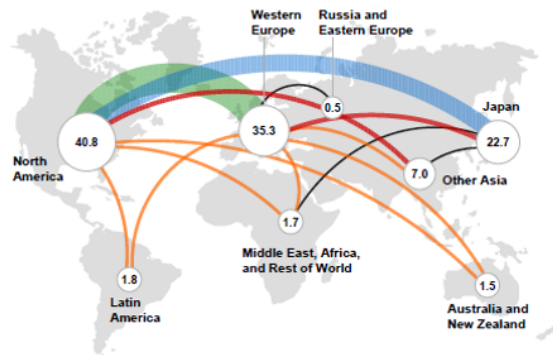 Western
Europe
Russia and
Eastern Europe
Japan
0.5
40.8
35.3
22.7
North
America
7.0
Other Asia
1.7
Middle East, Africa,
and Rest of World
1.8
Latin
America
1.5
Australia and
New Zealand